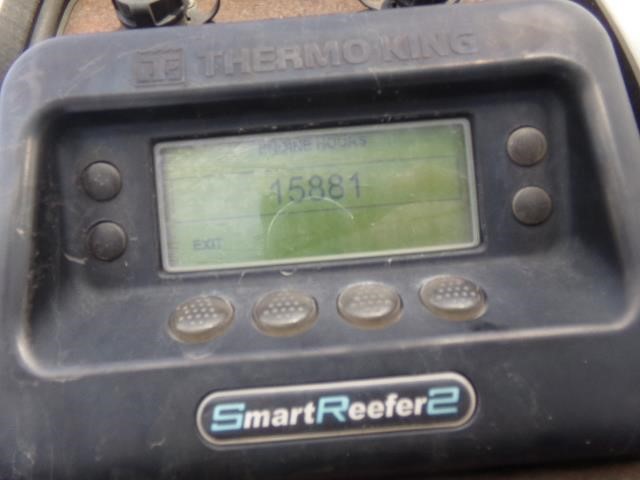 THERMO KING
ENGINE HOURS
15881
EXIT
SmartReefer2